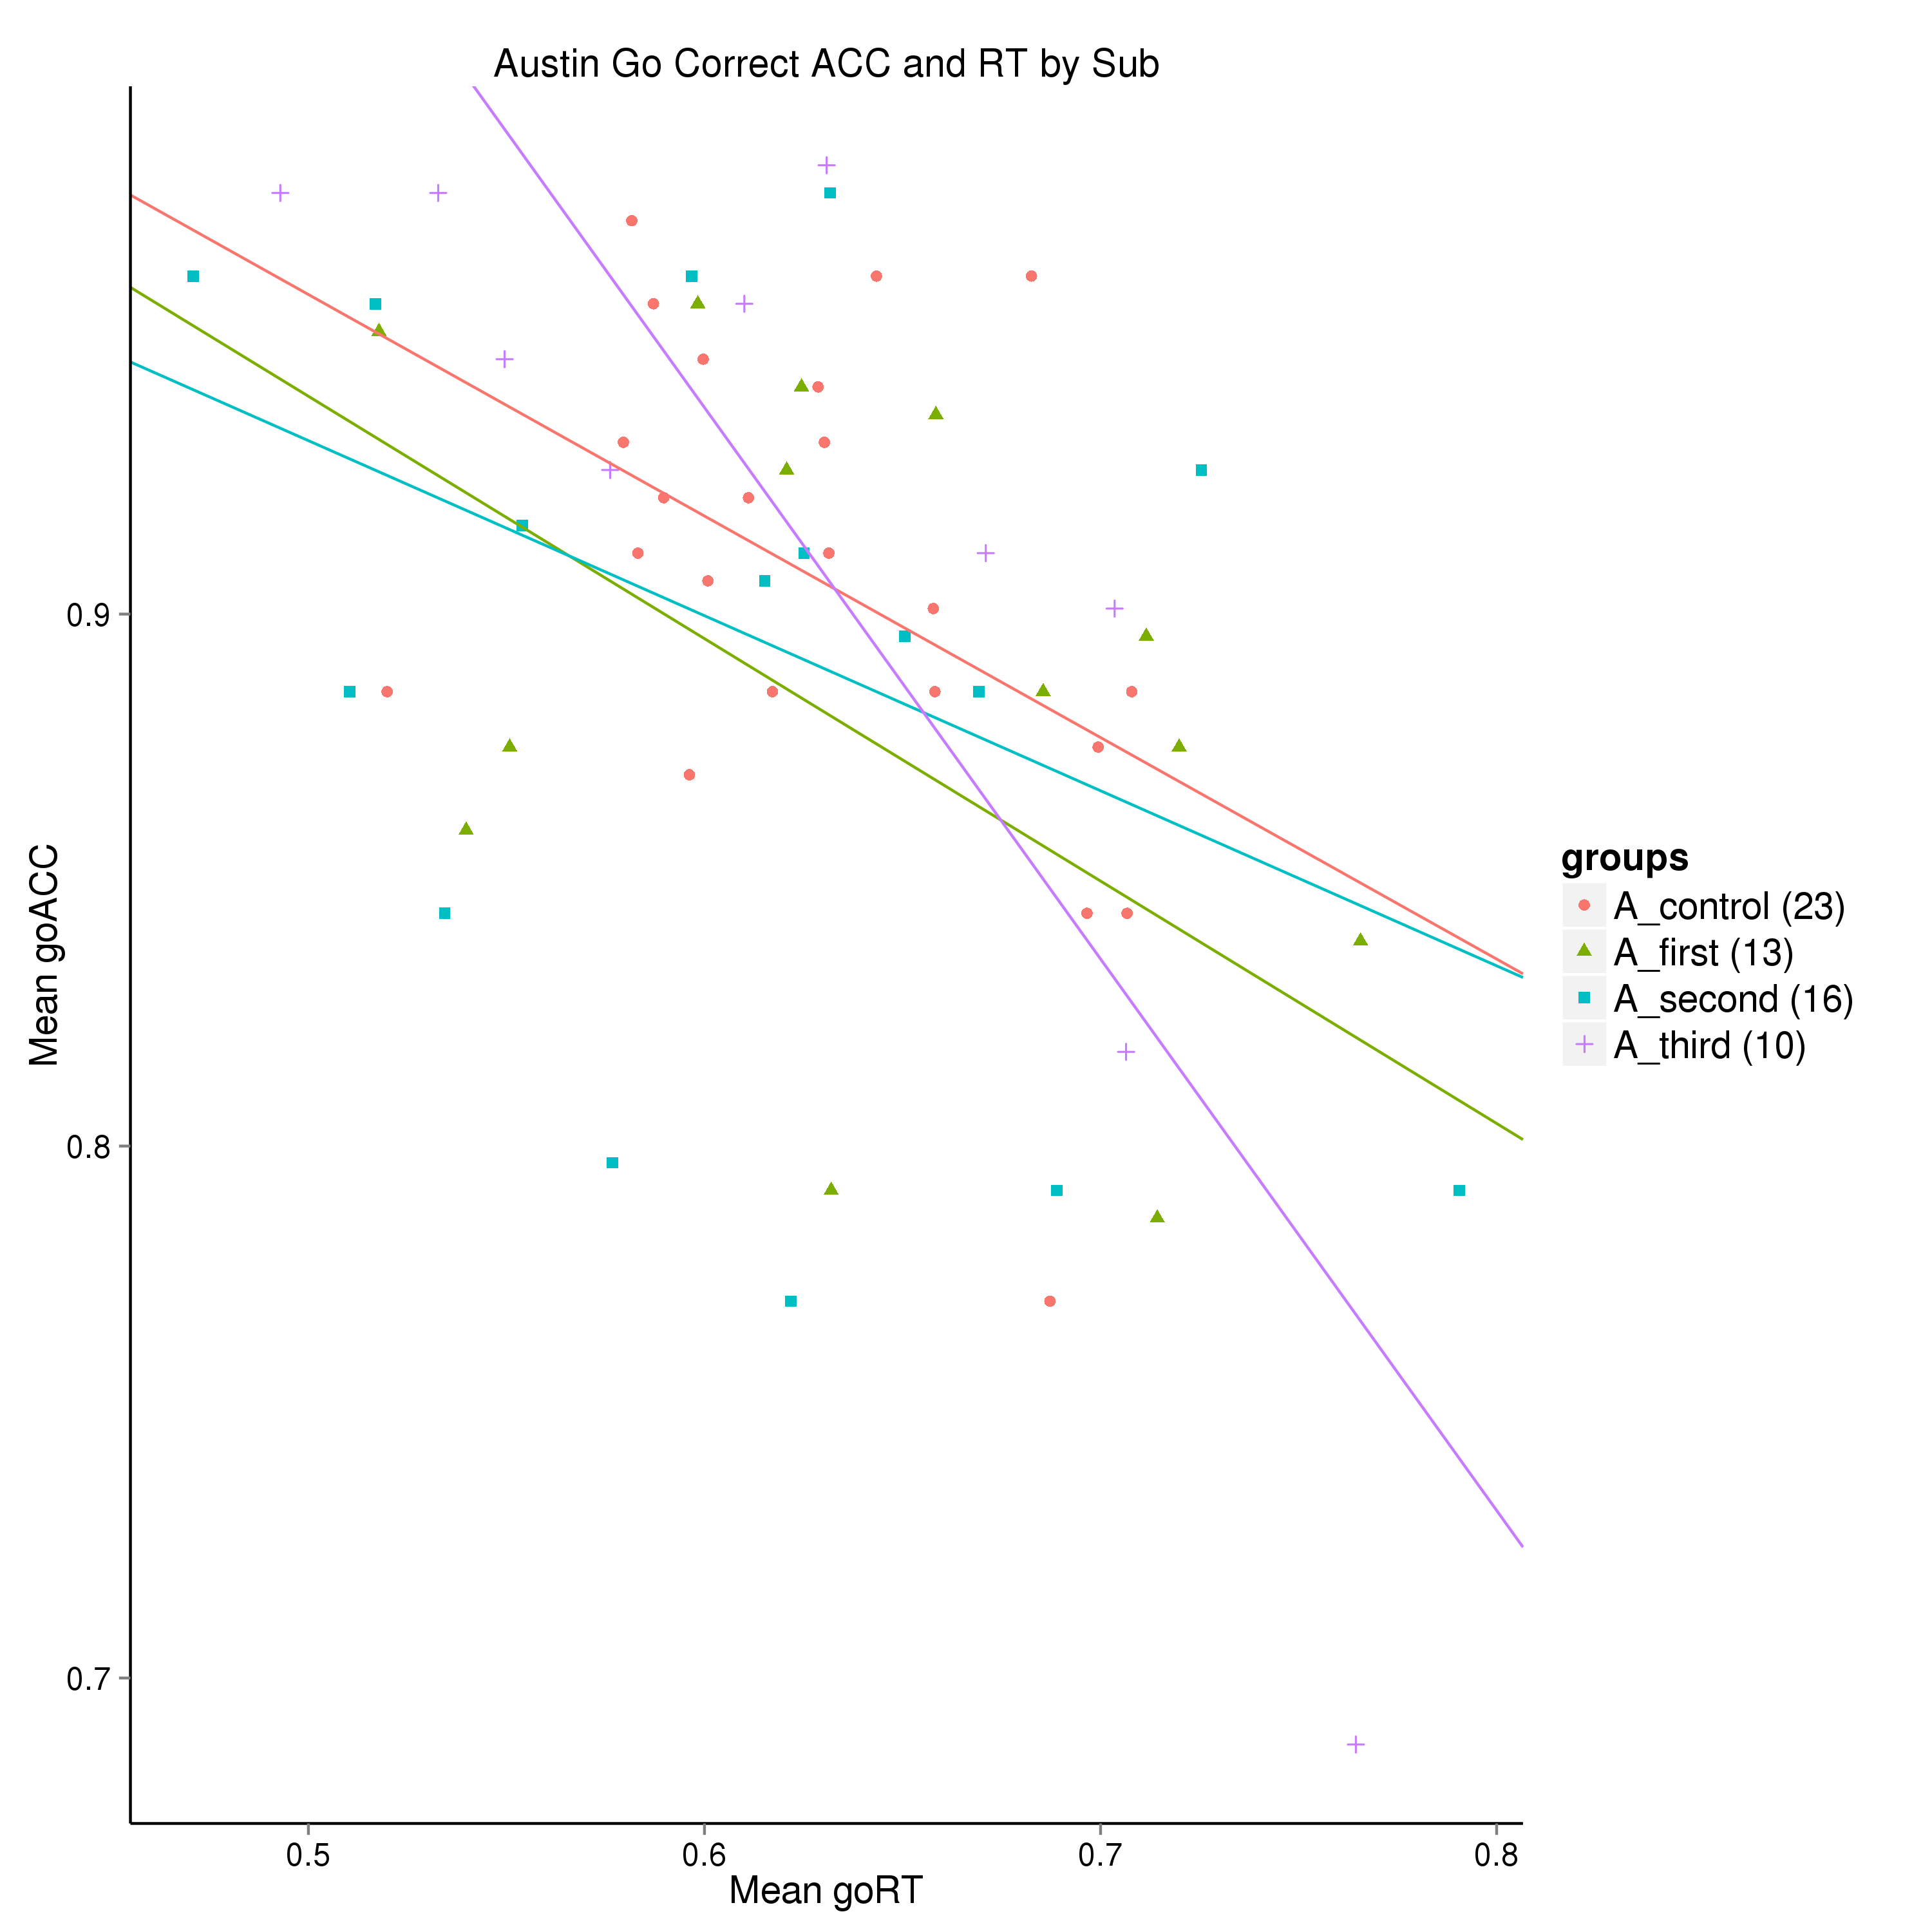 Austin Go Correct ACC and RT by Sub
Mean goACC
0.9
0.8
0.7
0.5
0.6
0.7
0.8
Mean goRT
groups
A_control (23)
A_first (13)
A_second (16)
A_third (10)